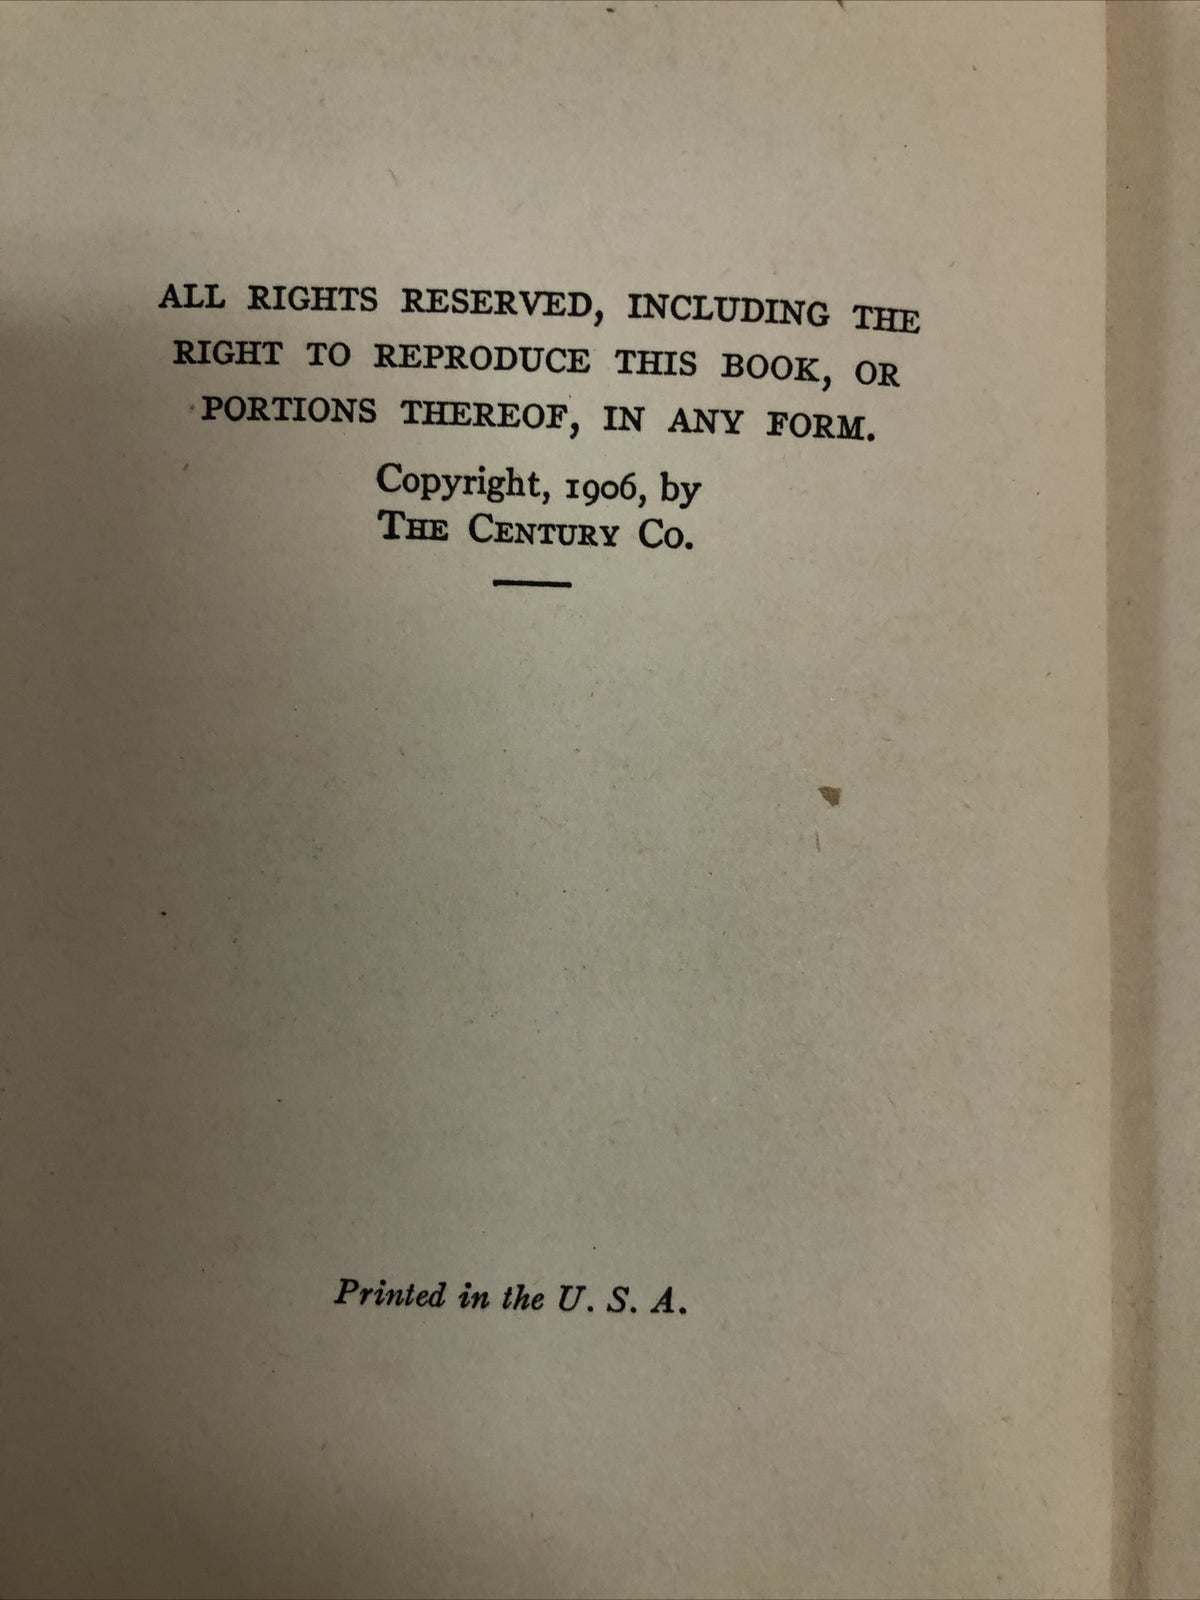 ALL RIGHTS RESERVED, INCLUDING THE
RIGHT TO REPRODUCE THIS BOOK, OR
PORTIONS THEREOF, IN ANY FORM.
Copyright, 1906, by
THE CENTURY CO.
Printed in the U. S. A.